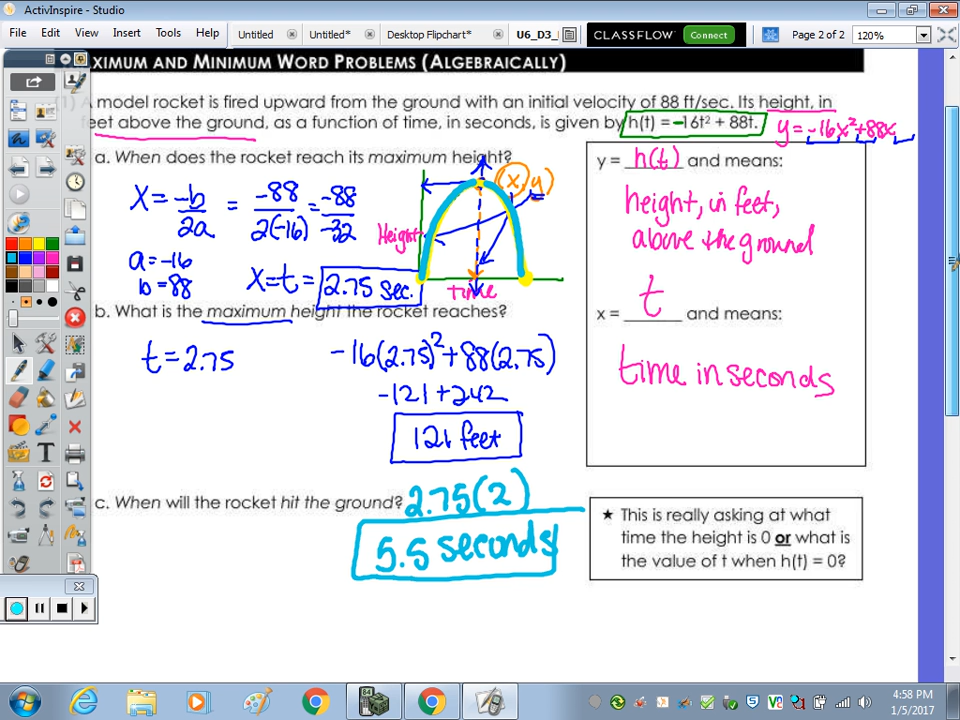 ActivInspire - Studio
File Edit View Insert Tools Help Untitled Untitled* Desktop Flipchart* U6_D3_ CLASSFLOW Connect Page 2 of 2 120%
XIMUM AND MINIMUM WORD PROBLEMS (ALGEBRAICALLY)
(1) A model rocket is fired upward from the ground with an initial velocity of 88 ft/sec. Its height, in
feet above the ground, as a function of time, in seconds, is given by h(t) = -16t² + 88t.
y = -16x² + 88x
a. When does the rocket reach its maximum height?
x = -b/2a = -88/2(-16) = -88/-32
a = -16
b = 88
x = t = 2.75 sec.
(x, y)
Height
time
y = h(t) and means:
height, in feet,
above the ground
x = t and means:
time in seconds
b. What is the maximum height the rocket reaches?
t = 2.75
-16(2.75)² + 88(2.75)
-121 + 242
121 feet
c. When will the rocket hit the ground? 2.75(2)
5.5 seconds
★ This is really asking at what
time the height is 0 or what is
the value of t when h(t) = 0?
4:58 PM
1/5/2017